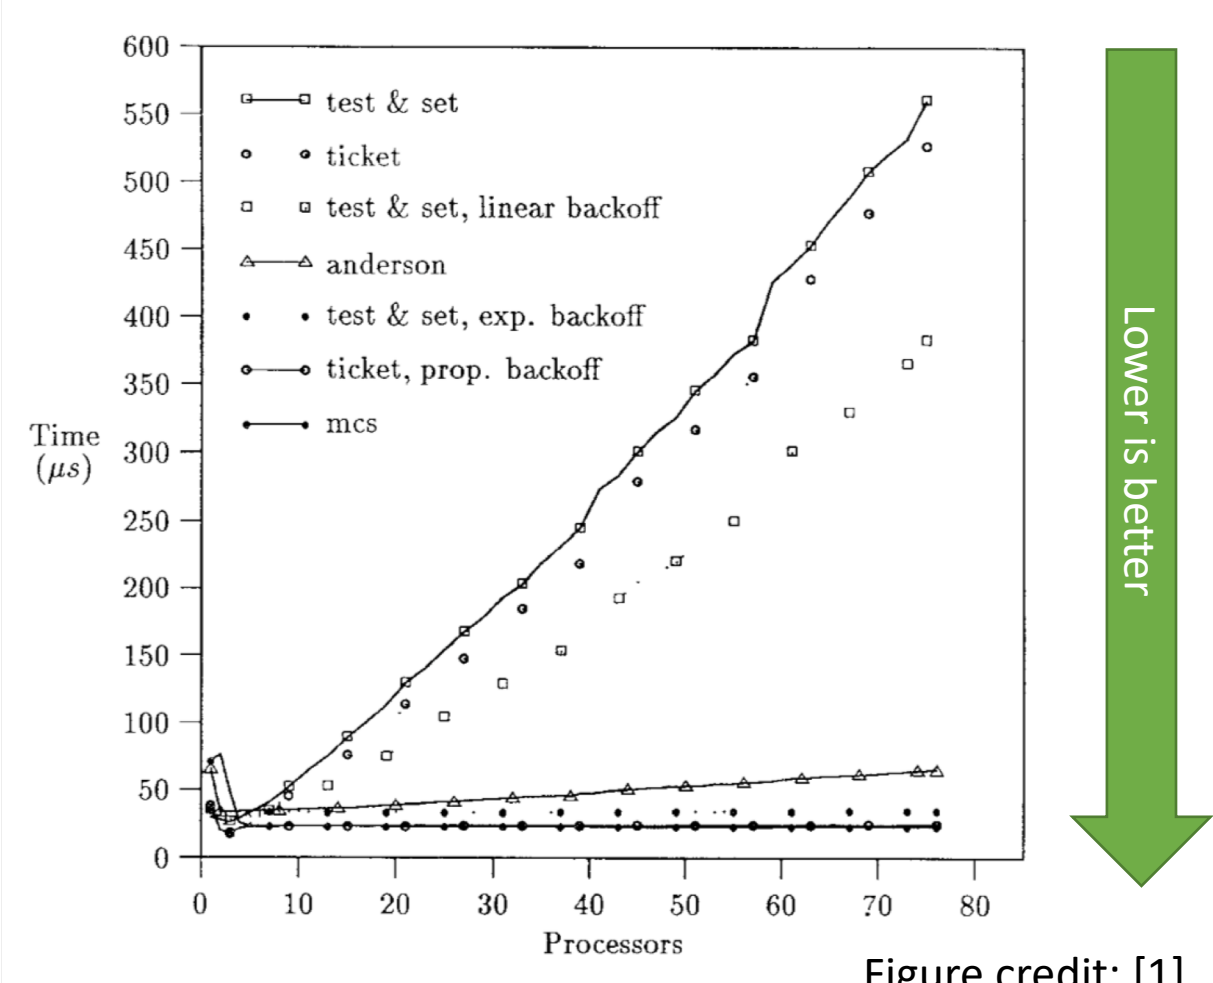 600
550
500
450
400
350
300
250
200
150
100
50
0
test & set
ticket
test & set, linear backoff
anderson
test & set, exp. backoff
ticket, prop. backoff
mcs
Time
(μs)
0 10 20 30 40 50 60 70 80
Processors
Lower is better
Figure credit: [1]